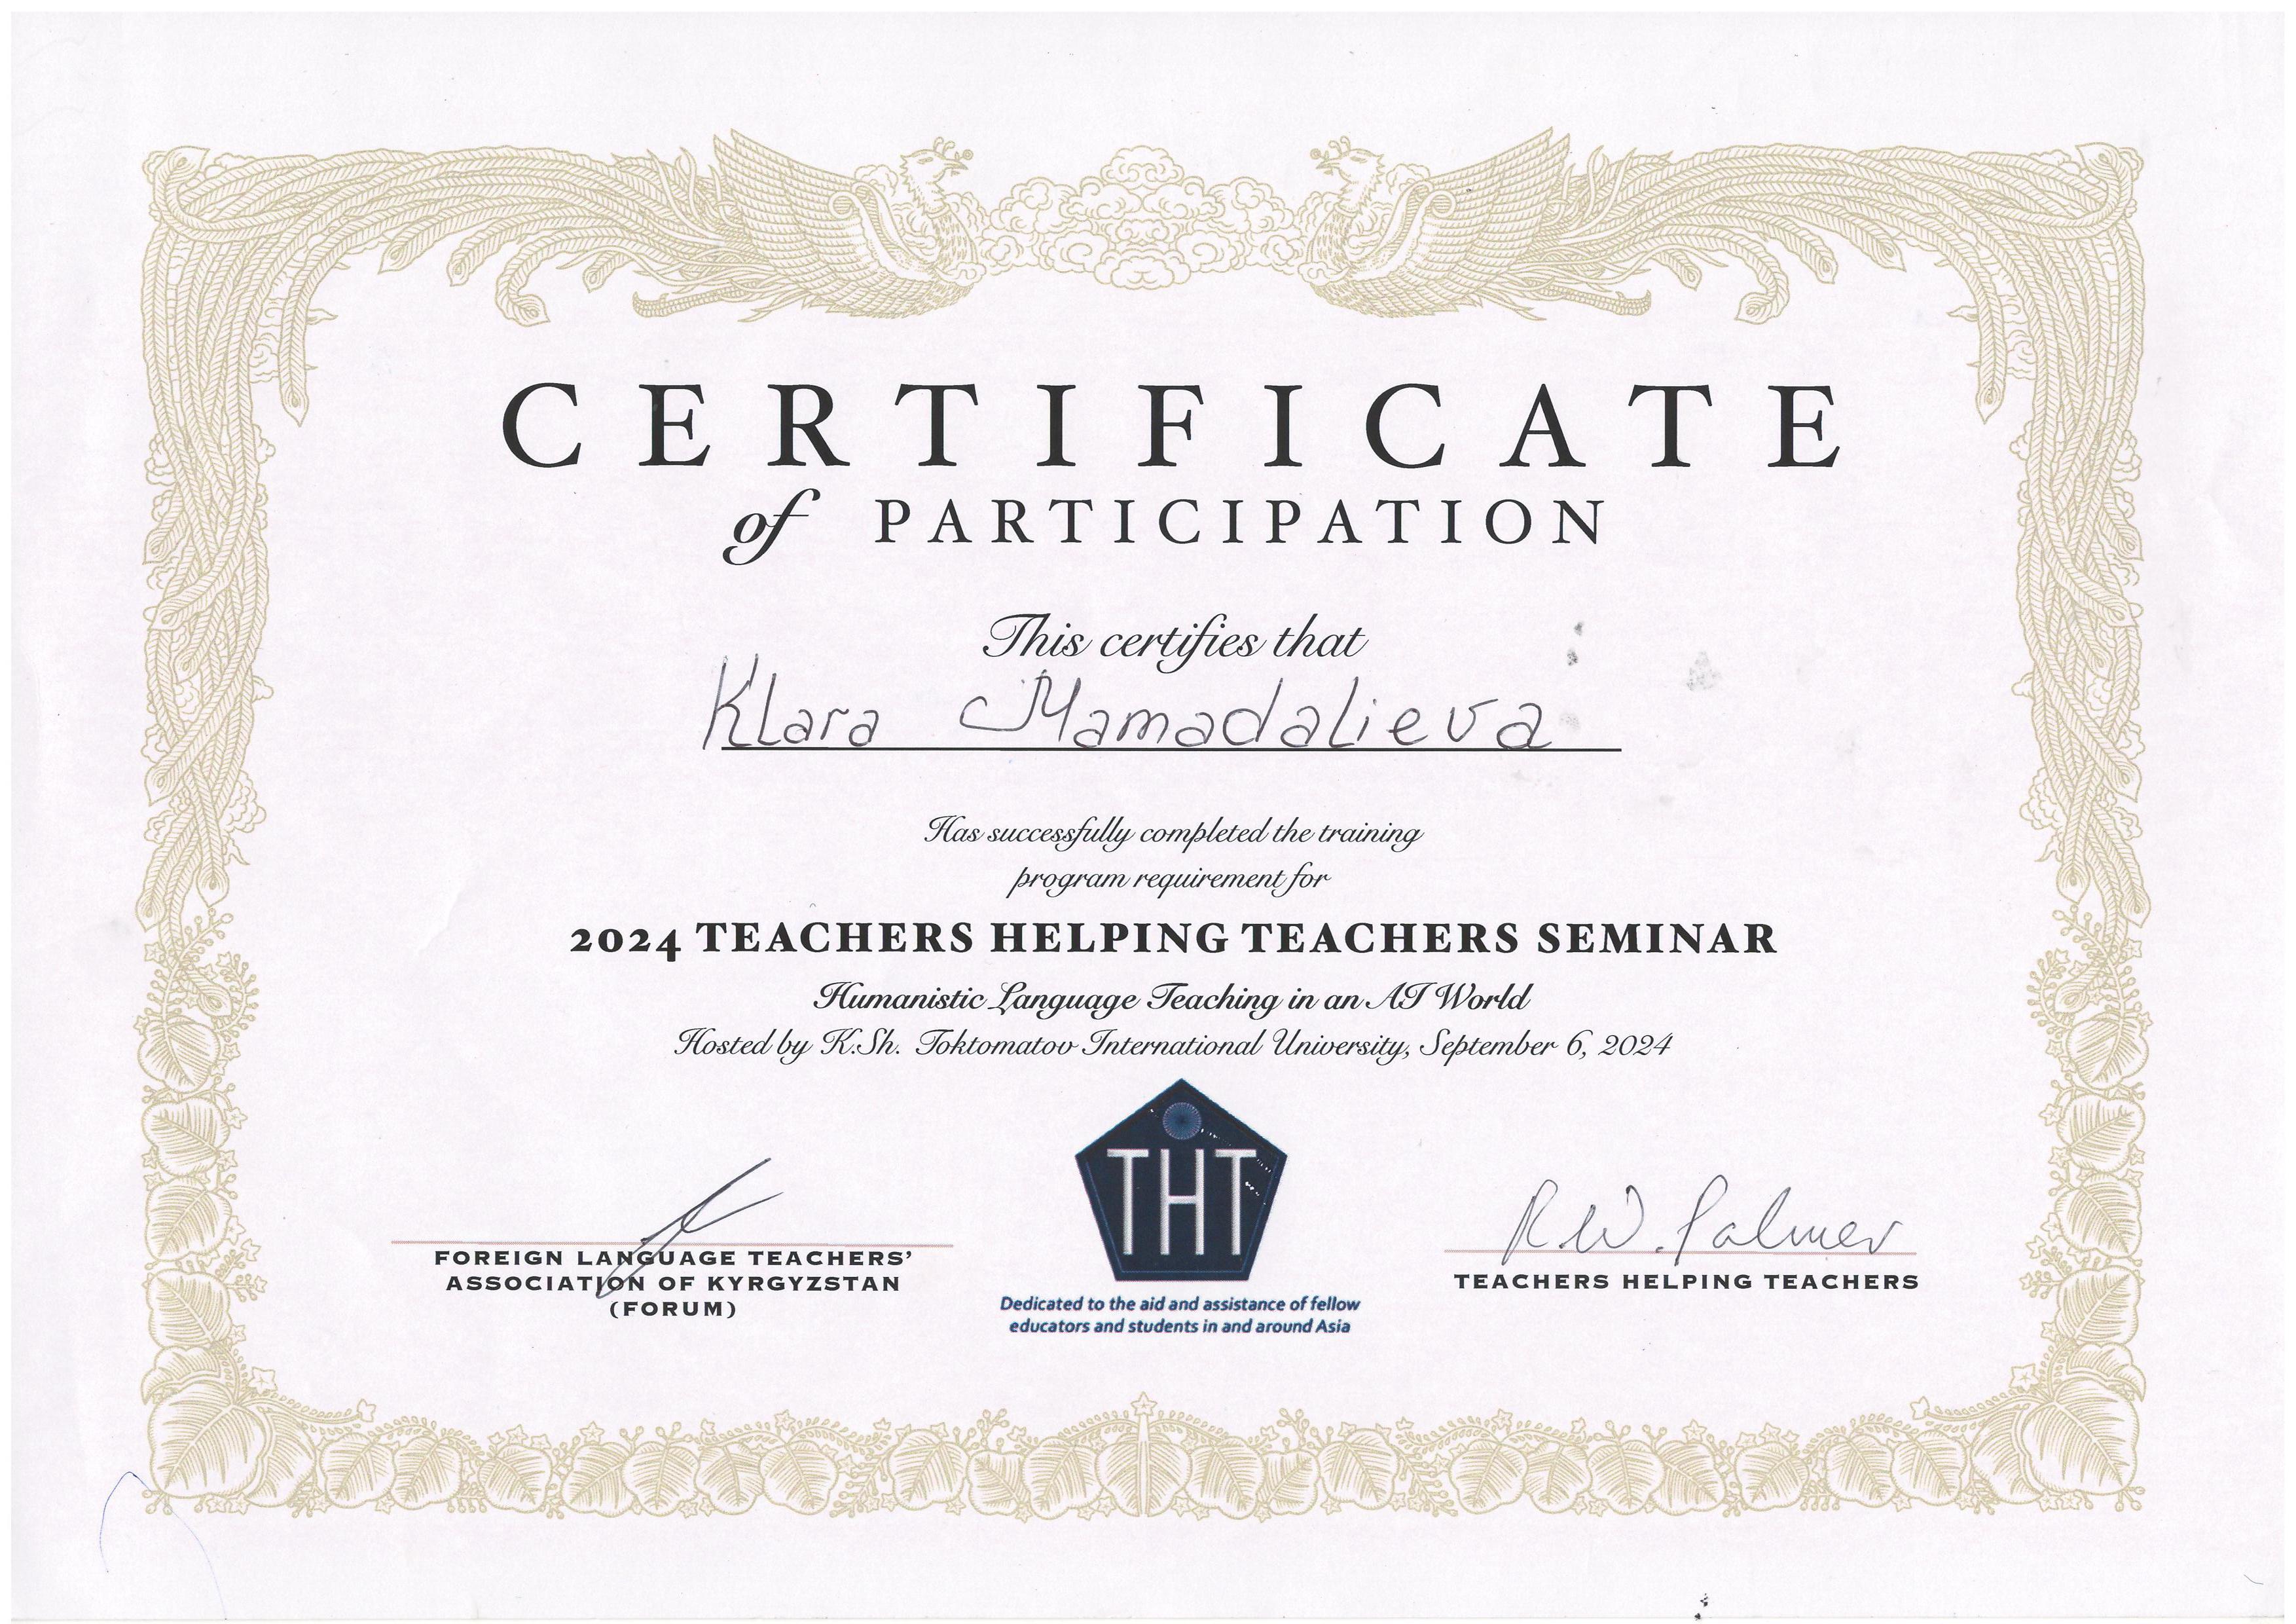 CERTIFICATE
of PARTICIPATION
This certifies that
Klara Mamadalieva
Has successfully completed the training
program requirement for
2024 TEACHERS HELPING TEACHERS SEMINAR
Humanistic Language Teaching in an AI World
Hosted by K.Sh. Toktomatov International University, September 6, 2024
THT
Dedicated to the aid and assistance of fellow
educators and students in and around Asia
FOREIGN LANGUAGE TEACHERS'
ASSOCIATION OF KYRGYZSTAN
(FORUM)
R.W. Palmer
TEACHERS HELPING TEACHERS